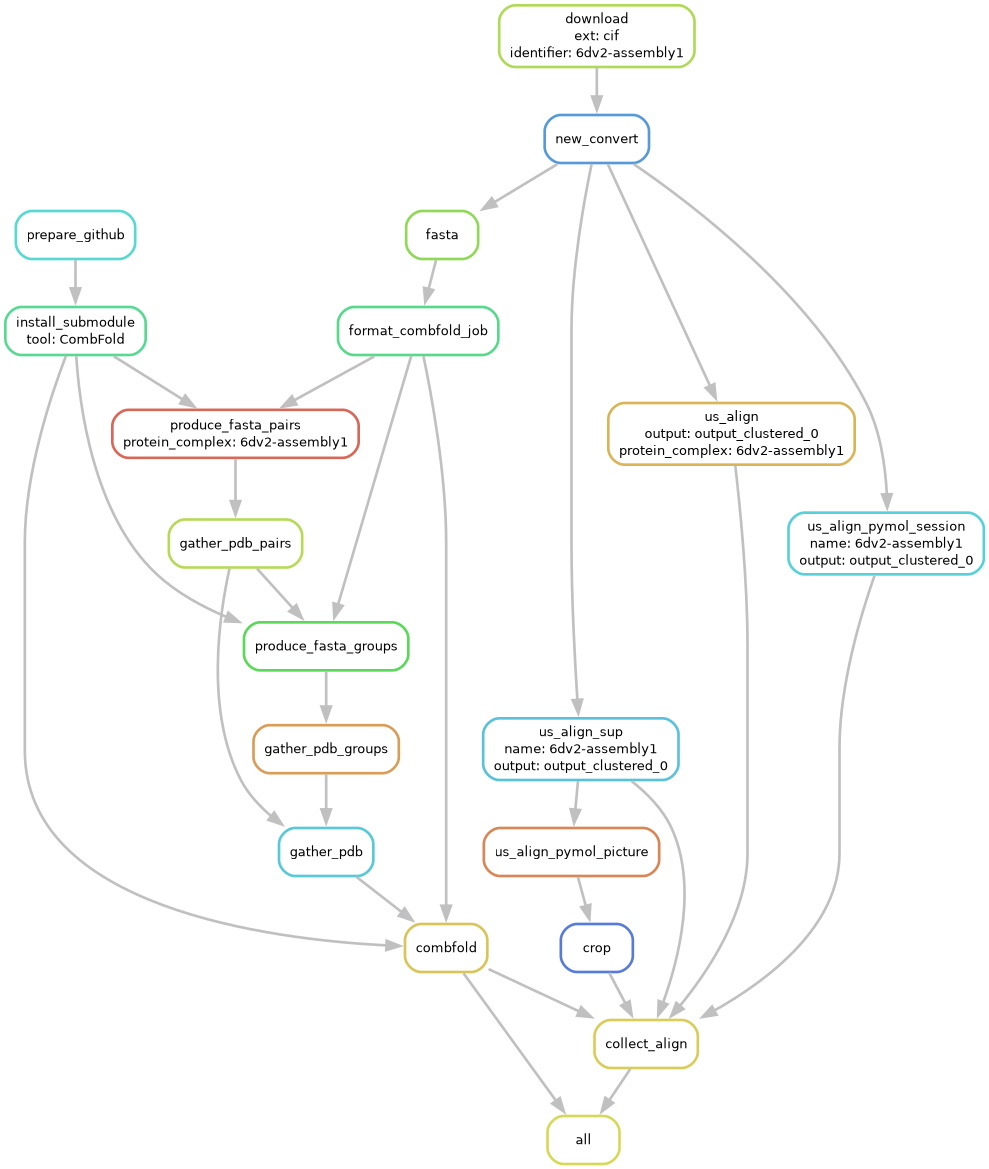 download
ext: cif
identifier: 6dv2-assembly1
new_convert
prepare_github
fasta
install_submodule
tool: CombFold
format_combfold_job
produce_fasta_pairs
protein_complex: 6dv2-assembly1
us_align
output: output_clustered_0
protein_complex: 6dv2-assembly1
gather_pdb_pairs
us_align_pymol_session
name: 6dv2-assembly1
output: output_clustered_0
produce_fasta_groups
gather_pdb_groups
us_align_sup
name: 6dv2-assembly1
output: output_clustered_0
gather_pdb
us_align_pymol_picture
combfold
crop
collect_align
all